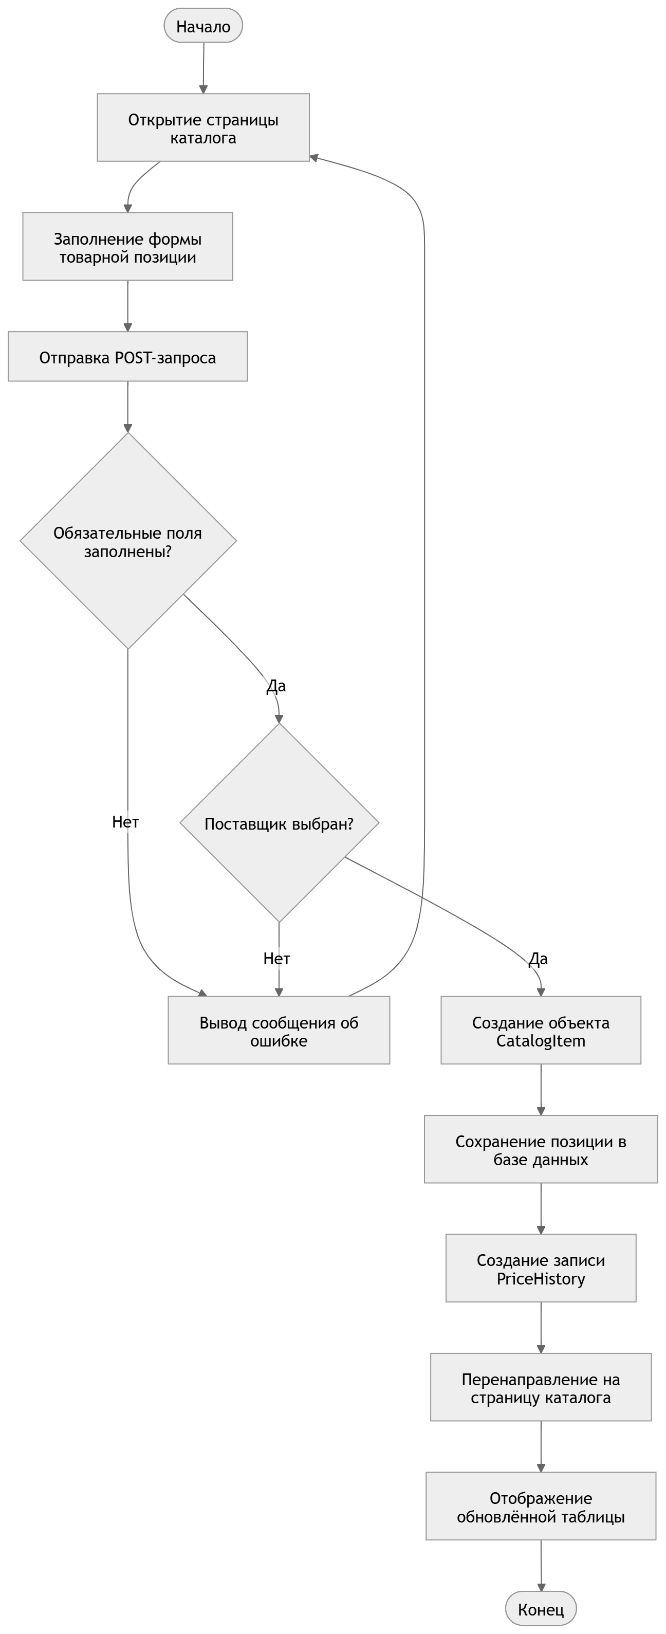 Начало
Открытие страницы
каталога
Заполнение формы
товарной позиции
Отправка POST-запроса
Обязательные поля
заполнены?
Да
Нет
Поставщик выбран?
Нет
Да
Вывод сообщения об
ошибке
Создание объекта
CatalogItem
Сохранение позиции в
базе данных
Создание записи
PriceHistory
Перенаправление на
страницу каталога
Отображение
обновлённой таблицы
Конец